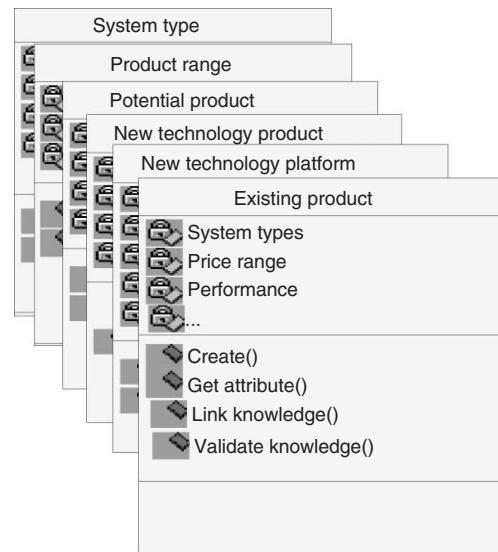 System type
Product range
Potential product
New technology product
New technology platform
Existing product
System types
Price range
Performance
...
Create()
Get attribute()
Link knowledge()
Validate knowledge()